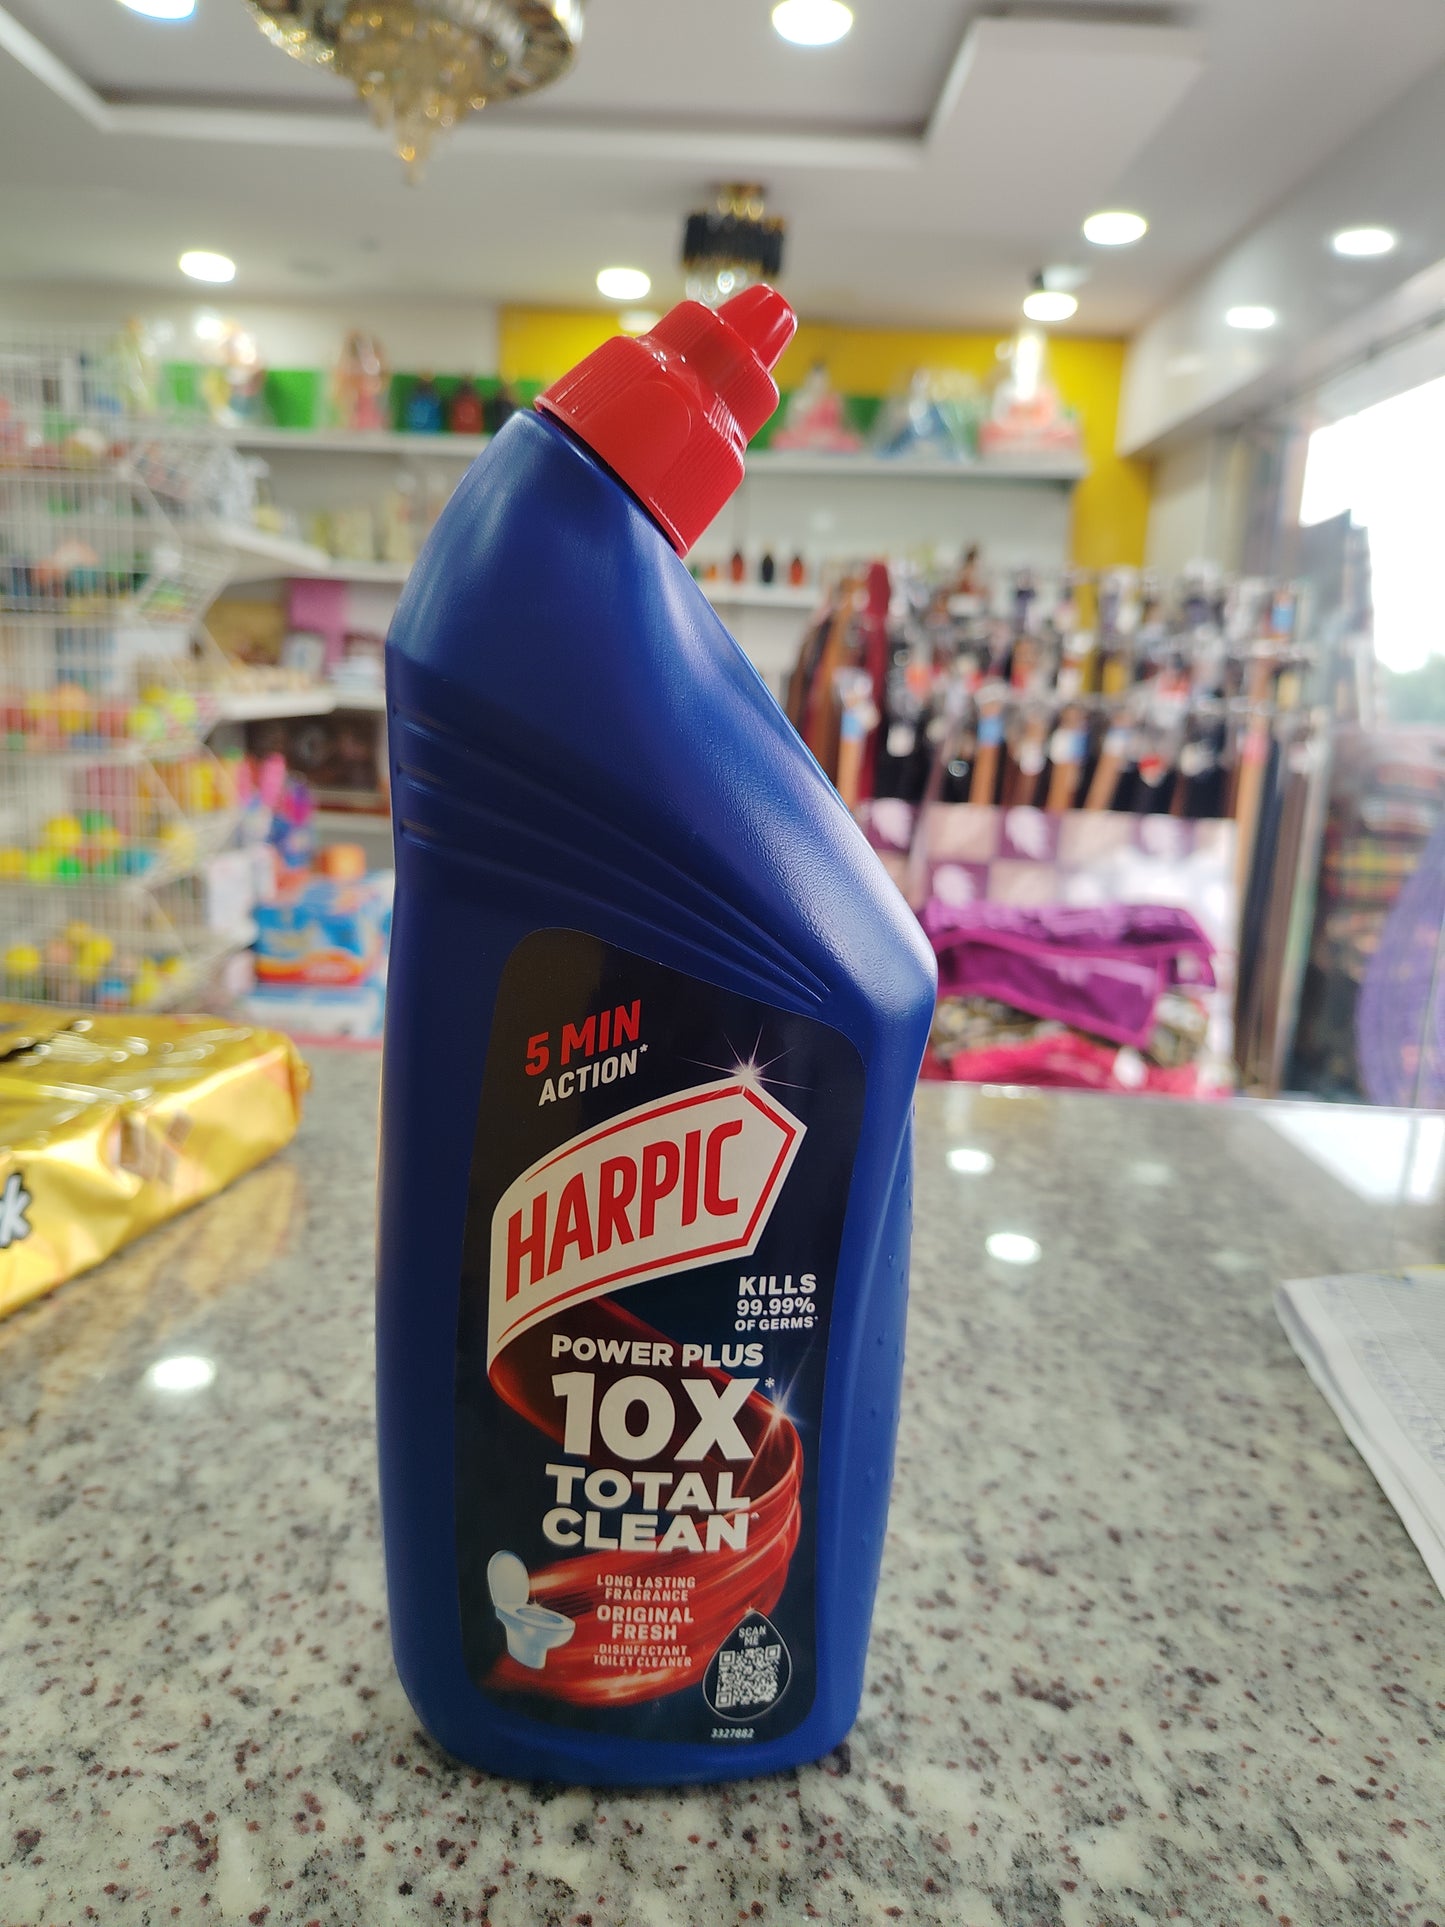 5 MIN
ACTION*
HARPIC
KILLS
99.99%
OF GERMS*
POWER PLUS
10X*
TOTAL
CLEAN^
LONG LASTING
FRAGRANCE
ORIGINAL
FRESH
DISINFECTANT
TOILET CLEANER
SCAN
ME
3327882